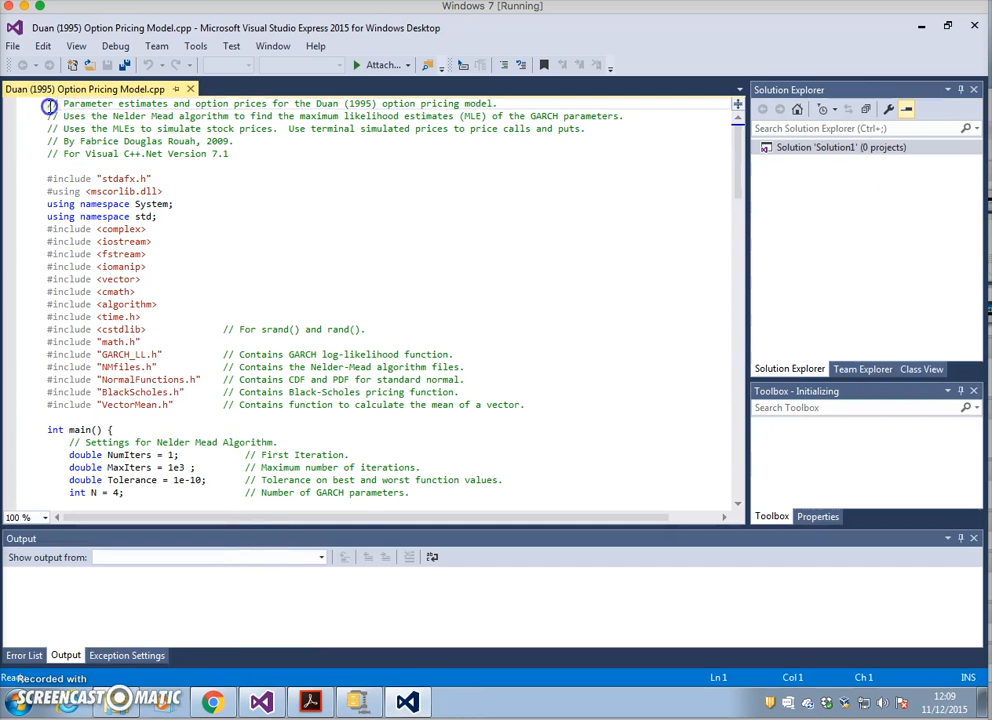 Windows 7 [Running]
Duan (1995) Option Pricing Model.cpp - Microsoft Visual Studio Express 2015 for Windows Desktop
File Edit View Debug Team Tools Test Window Help
Attach...
Duan (1995) Option Pricing Model.cpp
// Parameter estimates and option prices for the Duan (1995) option pricing model.
// Uses the Nelder Mead algorithm to find the maximum likelihood estimates (MLE) of the GARCH parameters.
// Uses the MLEs to simulate stock prices.  Use terminal simulated prices to price calls and puts.
// By Fabrice Douglas Rouah, 2009.
// For Visual C++.Net Version 7.1
#include "stdafx.h"
#using <mscorlib.dll>
using namespace System;
using namespace std;
#include <complex>
#include <iostream>
#include <fstream>
#include <iomanip>
#include <vector>
#include <cmath>
#include <algorithm>
#include <time.h>
#include <cstdlib> // For srand() and rand().
#include "math.h"
#include "GARCH_LL.h" // Contains GARCH log-likelihood function.
#include "NMfiles.h" // Contains the Nelder-Mead algorithm files.
#include "NormalFunctions.h" // Contains CDF and PDF for standard normal.
#include "BlackScholes.h" // Contains Black-Scholes pricing function.
#include "VectorMean.h" // Contains function to calculate the mean of a vector.
int main() {
// Settings for Nelder Mead Algorithm.
double NumIters = 1; // First Iteration.
double MaxIters = 1e3 ; // Maximum number of iterations.
double Tolerance = 1e-10; // Tolerance on best and worst function values.
int N = 4; // Number of GARCH parameters.
100 %
Solution Explorer
Search Solution Explorer (Ctrl+;)
Solution 'Solution1' (0 projects)
Solution Explorer Team Explorer Class View
Toolbox - Initializing
Search Toolbox
Toolbox Properties
Output
Show output from:
Error List Output Exception Settings
Ln 1 Col 1 Ch 1 INS
Recorded with
SCREENCAST O MATIC
12:09
11/12/2015